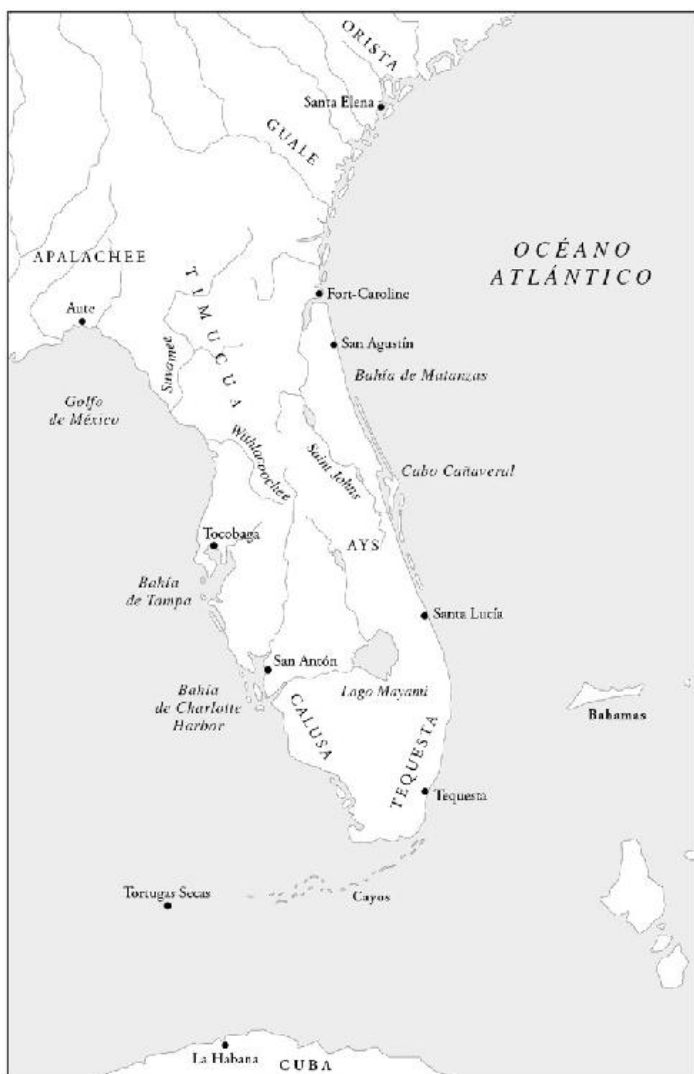 ORISTA
Santa Elena
GUALE
OCÉANO
ATLÁNTICO
APALACHEE
TIMUCUA
Fort-Caroline
Aute
San Agustín
Suwanee
Bahía de Matanzas
Golfo
de México
Withlacoochee
Saint Johns
Cabo Cañaveral
Tocobaga
AYS
Bahía
de Tampa
Santa Lucía
San Antón
Lago Mayami
Bahía
de Charlotte
Harbor
CALUSA
Bahamas
TEQUESTA
Tequesta
Tortugas Secas
Cayos
La Habana
CUBA